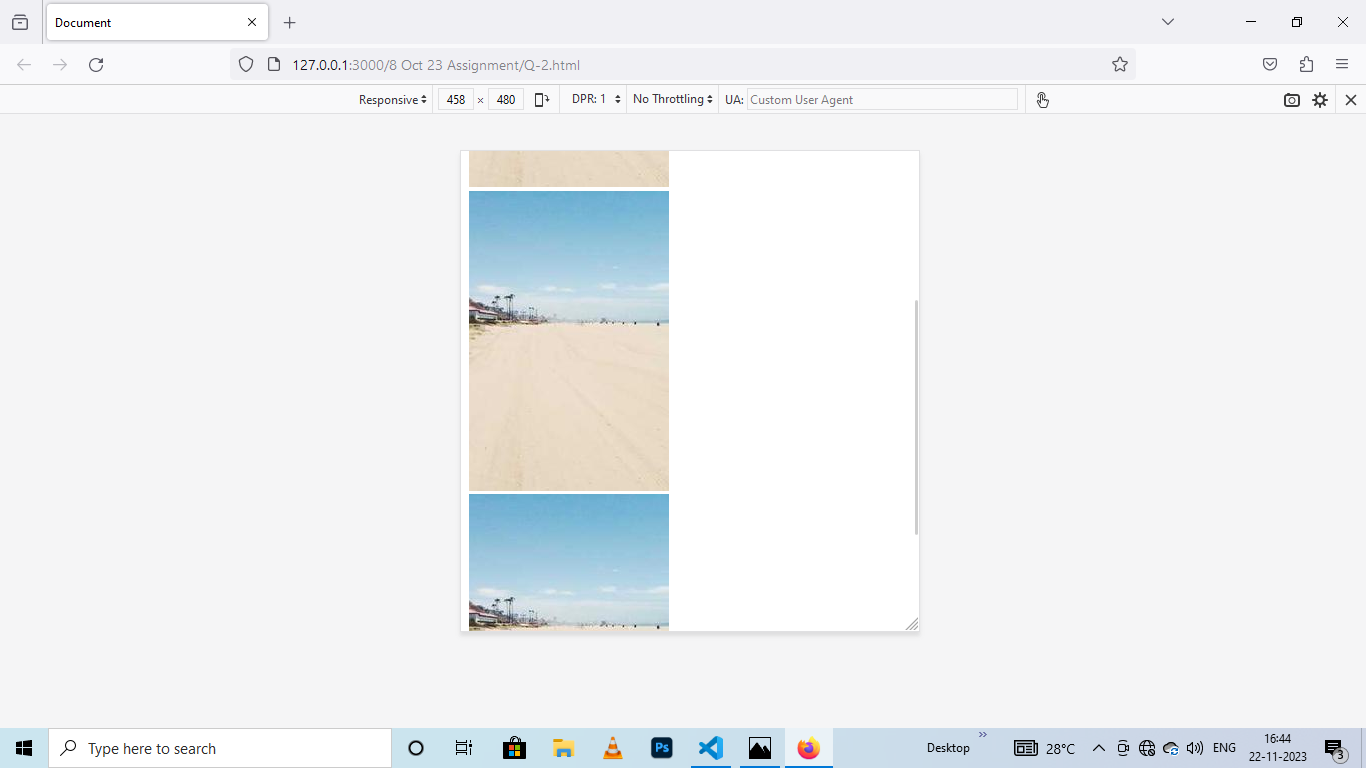 Document
127.0.0.1:3000/8 Oct 23 Assignment/Q-2.html
Responsive 458 × 480 DPR: 1 No Throttling UA: Custom User Agent
Ps
Type here to search
Desktop
28°C
ENG
16:44
22-11-2023
3